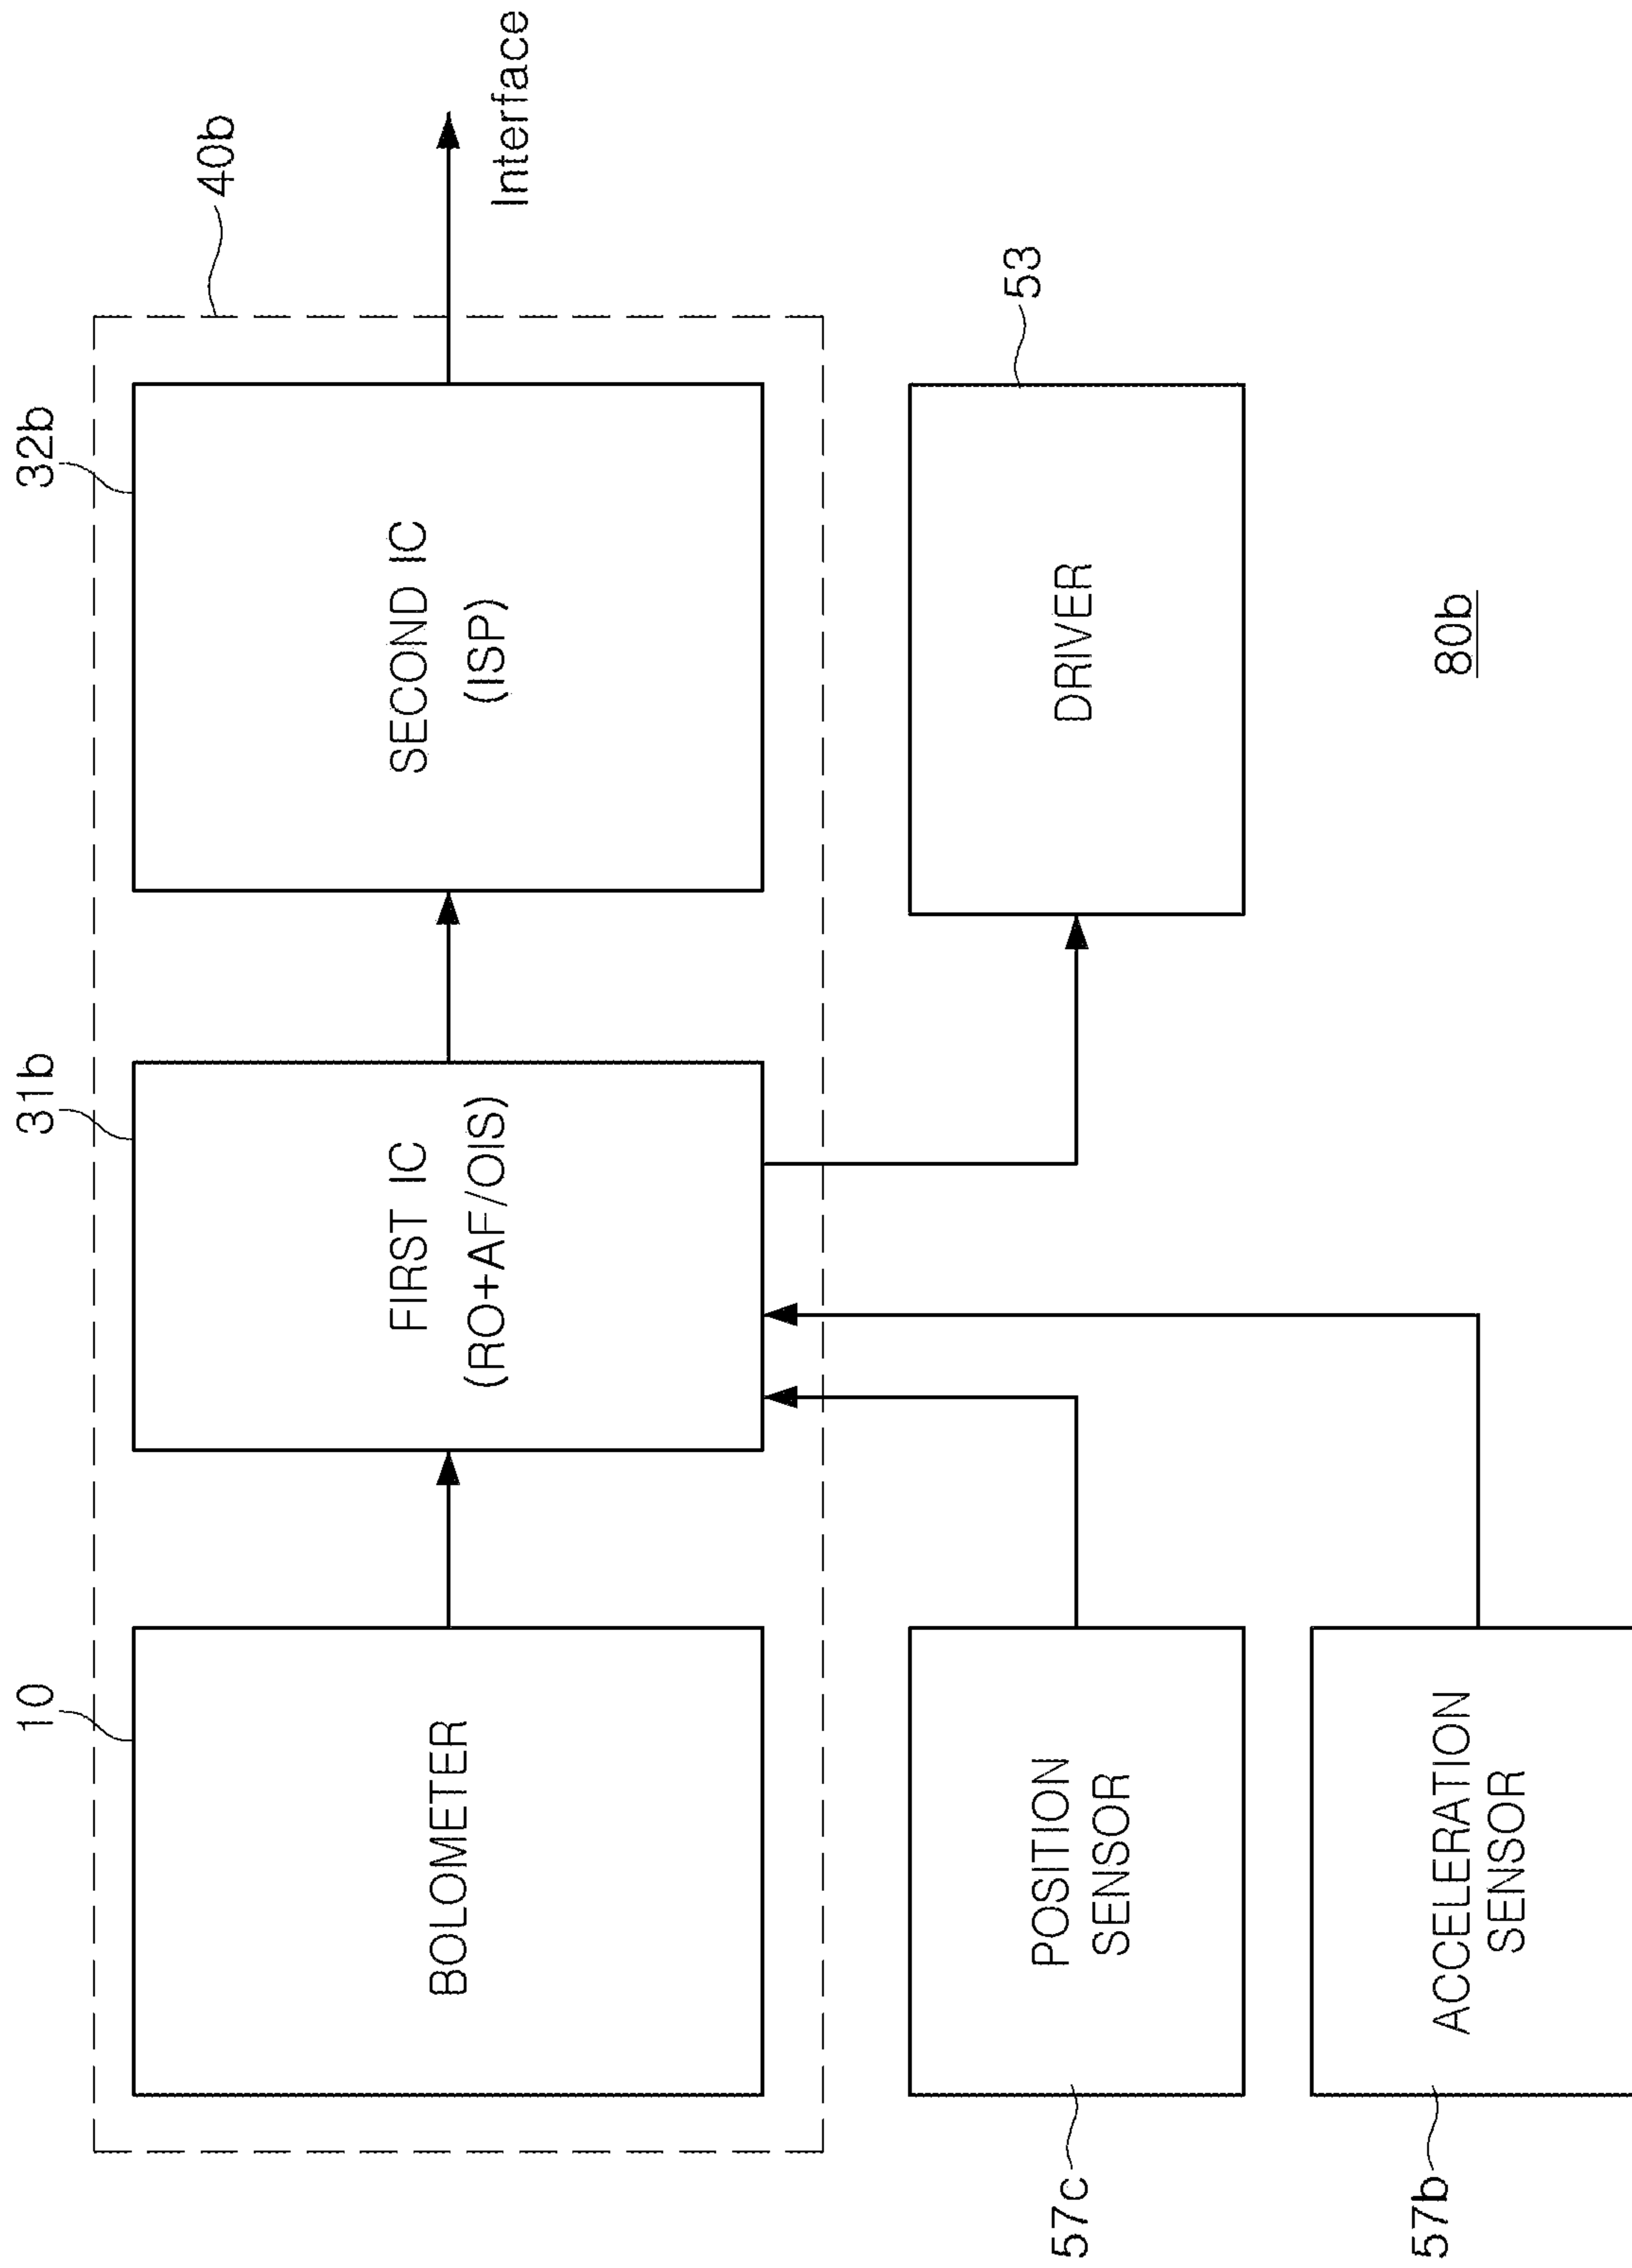 10
31b
32b
40b
BOLOMETER
FIRST IC
(RO+AF/OIS)
SECOND IC
(ISP)
Interface
57c
POSITION
SENSOR
DRIVER
53
57b
ACCELERATION
SENSOR
80b